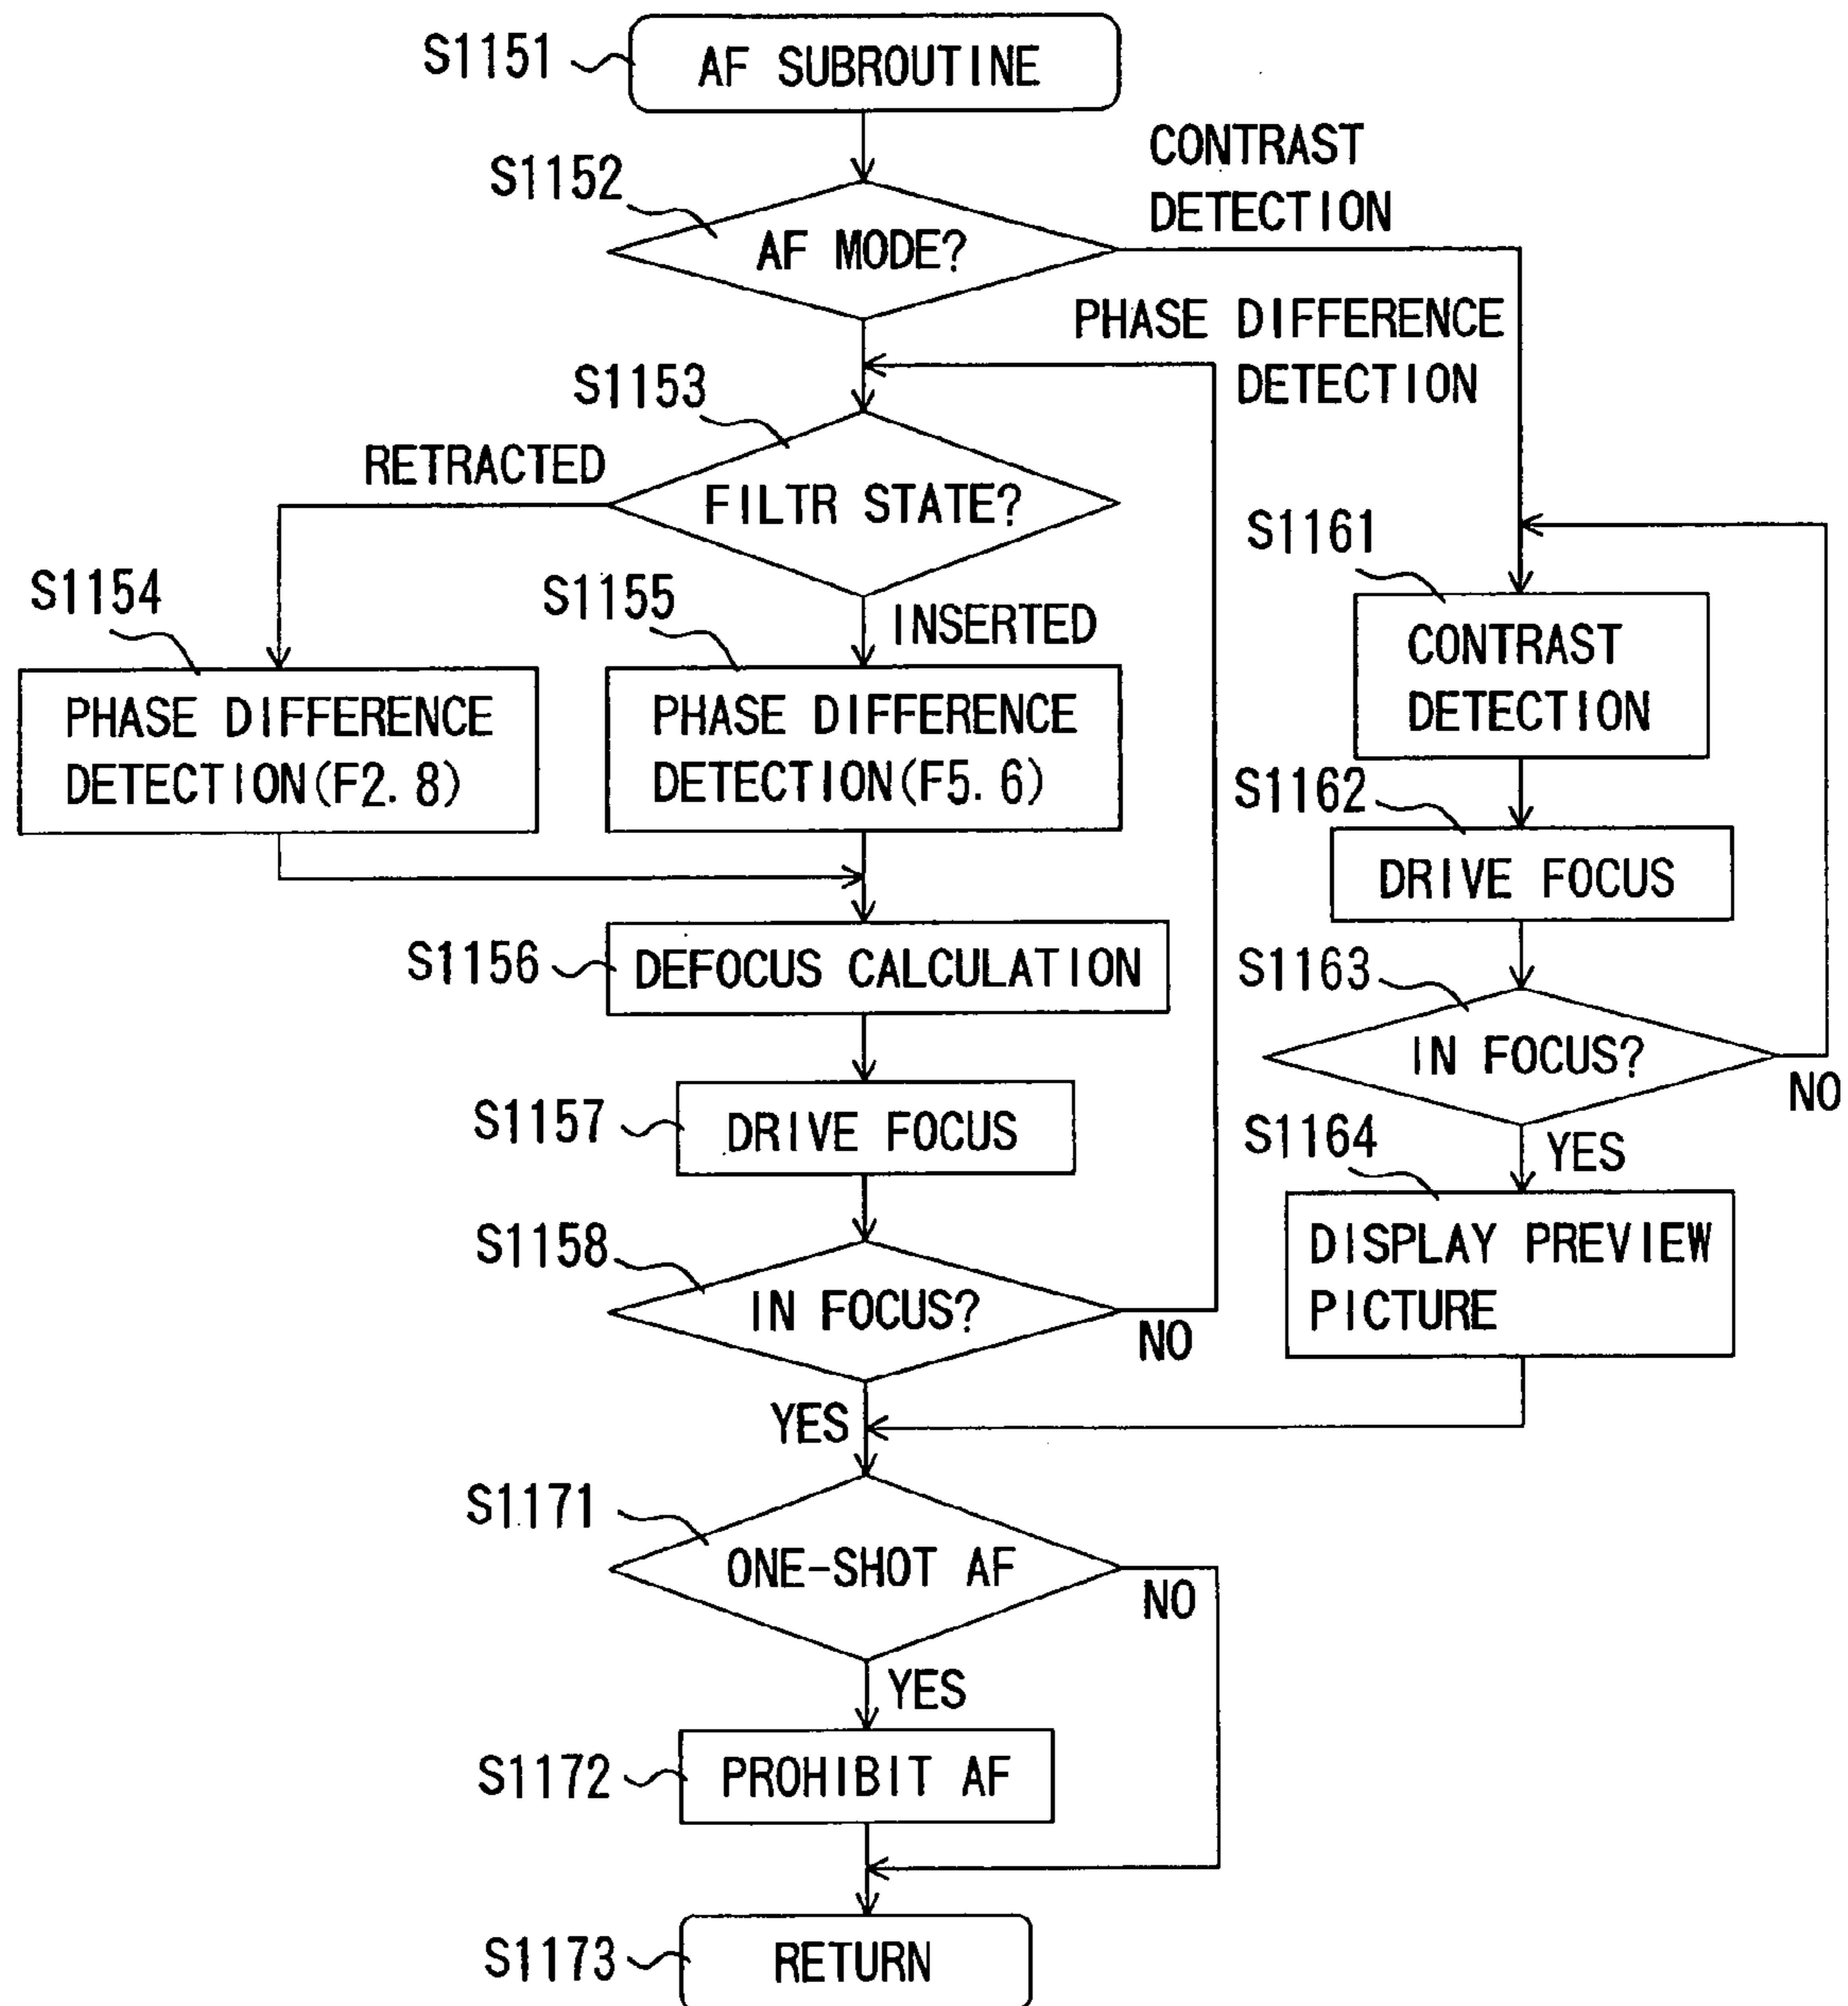 S1151
AF SUBROUTINE
S1152
AF MODE?
CONTRAST
DETECTION
PHASE DIFFERENCE
DETECTION
S1153
FILTR STATE?
RETRACTED
INSERTED
S1154
PHASE DIFFERENCE
DETECTION(F2.8)
S1155
PHASE DIFFERENCE
DETECTION(F5.6)
S1156
DEFOCUS CALCULATION
S1157
DRIVE FOCUS
S1158
IN FOCUS?
NO
YES
S1161
CONTRAST
DETECTION
S1162
DRIVE FOCUS
S1163
IN FOCUS?
NO
YES
S1164
DISPLAY PREVIEW
PICTURE
S1171
ONE-SHOT AF
NO
YES
S1172
PROHIBIT AF
S1173
RETURN